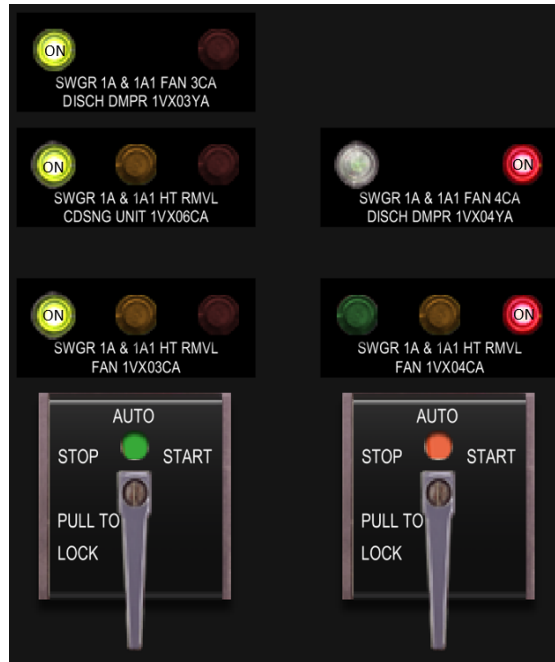 ON
SWGR 1A & 1A1 FAN 3CA
DISCH DMPR 1VX03YA
ON
SWGR 1A & 1A1 HT RMVL
CDSNG UNIT 1VX06CA
ON
SWGR 1A & 1A1 FAN 4CA
DISCH DMPR 1VX04YA
ON
SWGR 1A & 1A1 HT RMVL
FAN 1VX03CA
ON
SWGR 1A & 1A1 HT RMVL
FAN 1VX04CA
AUTO
STOP START
PULL TO
LOCK
AUTO
STOP START
PULL TO
LOCK